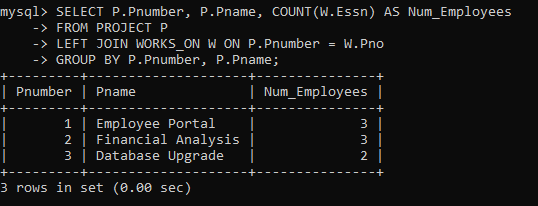 mysql> SELECT P.Pnumber, P.Pname, COUNT(W.Essn) AS Num_Employees
    -> FROM PROJECT P
    -> LEFT JOIN WORKS_ON W ON P.Pnumber = W.Pno
    -> GROUP BY P.Pnumber, P.Pname;
+---------+--------------------+---------------+
| Pnumber | Pname              | Num_Employees |
+---------+--------------------+---------------+
|       1 | Employee Portal    |             3 |
|       2 | Financial Analysis |             3 |
|       3 | Database Upgrade   |             2 |
+---------+--------------------+---------------+
3 rows in set (0.00 sec)